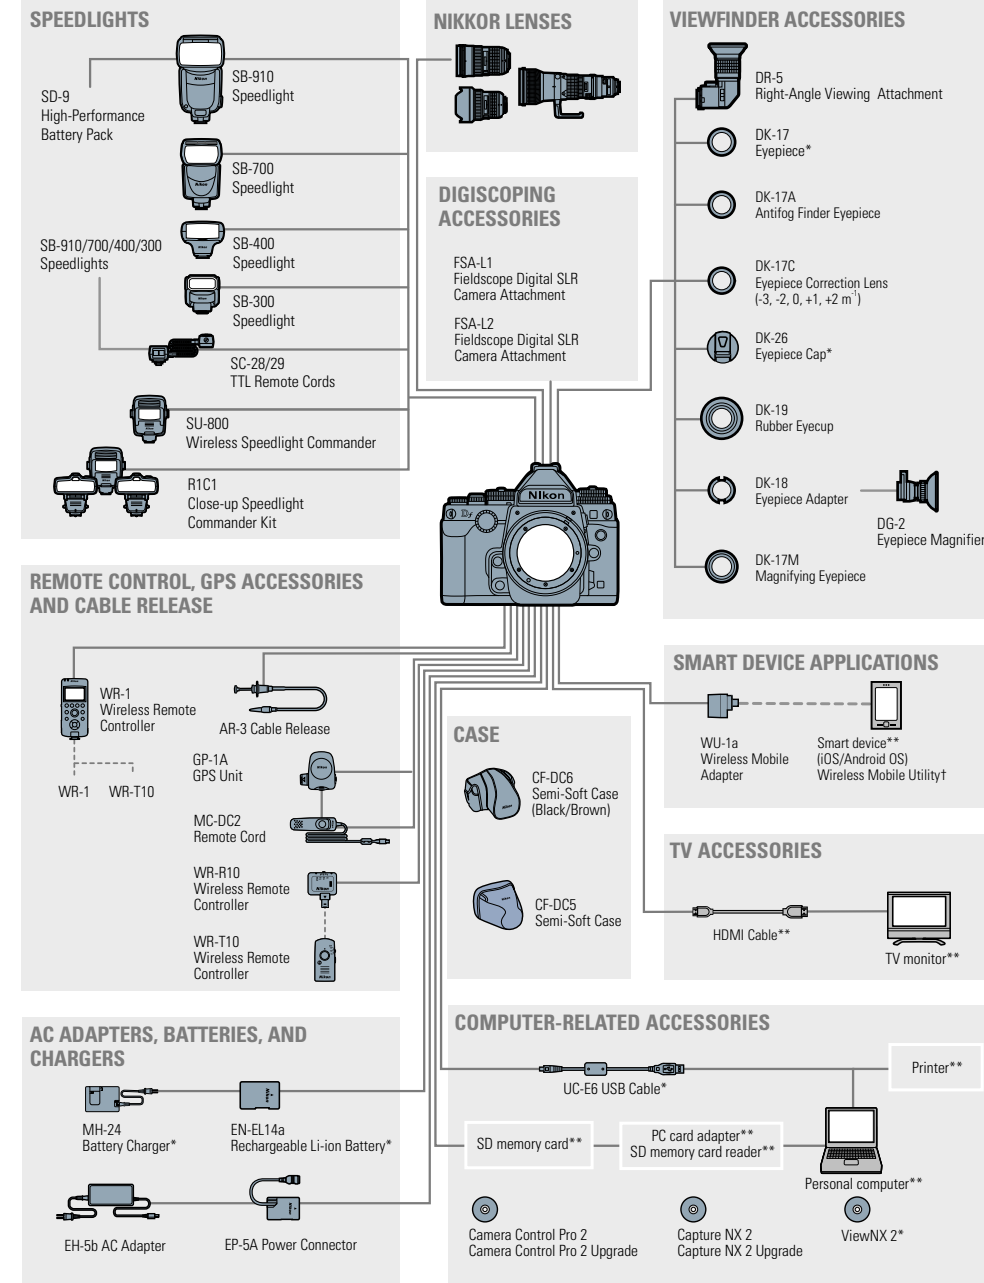 SPEEDLIGHTS
SD-9
High-Performance
Battery Pack
SB-910
Speedlight
SB-700
Speedlight
SB-910/700/400/300
Speedlights
SB-400
Speedlight
SB-300
Speedlight
SC-28/29
TTL Remote Cords
SU-800
Wireless Speedlight Commander
R1C1
Close-up Speedlight
Commander Kit
NIKKOR LENSES
DIGISCOPING
ACCESSORIES
FSA-L1
Fieldscope Digital SLR
Camera Attachment
FSA-L2
Fieldscope Digital SLR
Camera Attachment
VIEWFINDER ACCESSORIES
DR-5
Right-Angle Viewing Attachment
DK-17
Eyepiece*
DK-17A
Antifog Finder Eyepiece
DK-17C
Eyepiece Correction Lens
(-3, -2, 0, +1, +2 m⁻¹)
DK-26
Eyepiece Cap*
DK-19
Rubber Eyecup
DK-18
Eyepiece Adapter
DG-2
Eyepiece Magnifier
DK-17M
Magnifying Eyepiece
Nikon
Df
REMOTE CONTROL, GPS ACCESSORIES
AND CABLE RELEASE
WR-1
Wireless Remote
Controller
WR-1 WR-T10
AR-3 Cable Release
GP-1A
GPS Unit
MC-DC2
Remote Cord
WR-R10
Wireless Remote
Controller
WR-T10
Wireless Remote
Controller
CASE
CF-DC6
Semi-Soft Case
(Black/Brown)
CF-DC5
Semi-Soft Case
SMART DEVICE APPLICATIONS
WU-1a
Wireless Mobile
Adapter
Smart device**
(iOS/Android OS)
Wireless Mobile Utility†
TV ACCESSORIES
HDMI Cable**
TV monitor**
AC ADAPTERS, BATTERIES, AND
CHARGERS
MH-24
Battery Charger*
EN-EL14a
Rechargeable Li-ion Battery*
EH-5b AC Adapter
EP-5A Power Connector
COMPUTER-RELATED ACCESSORIES
UC-E6 USB Cable*
Printer**
SD memory card**
PC card adapter**
SD memory card reader**
Personal computer**
Camera Control Pro 2
Camera Control Pro 2 Upgrade
Capture NX 2
Capture NX 2 Upgrade
ViewNX 2*